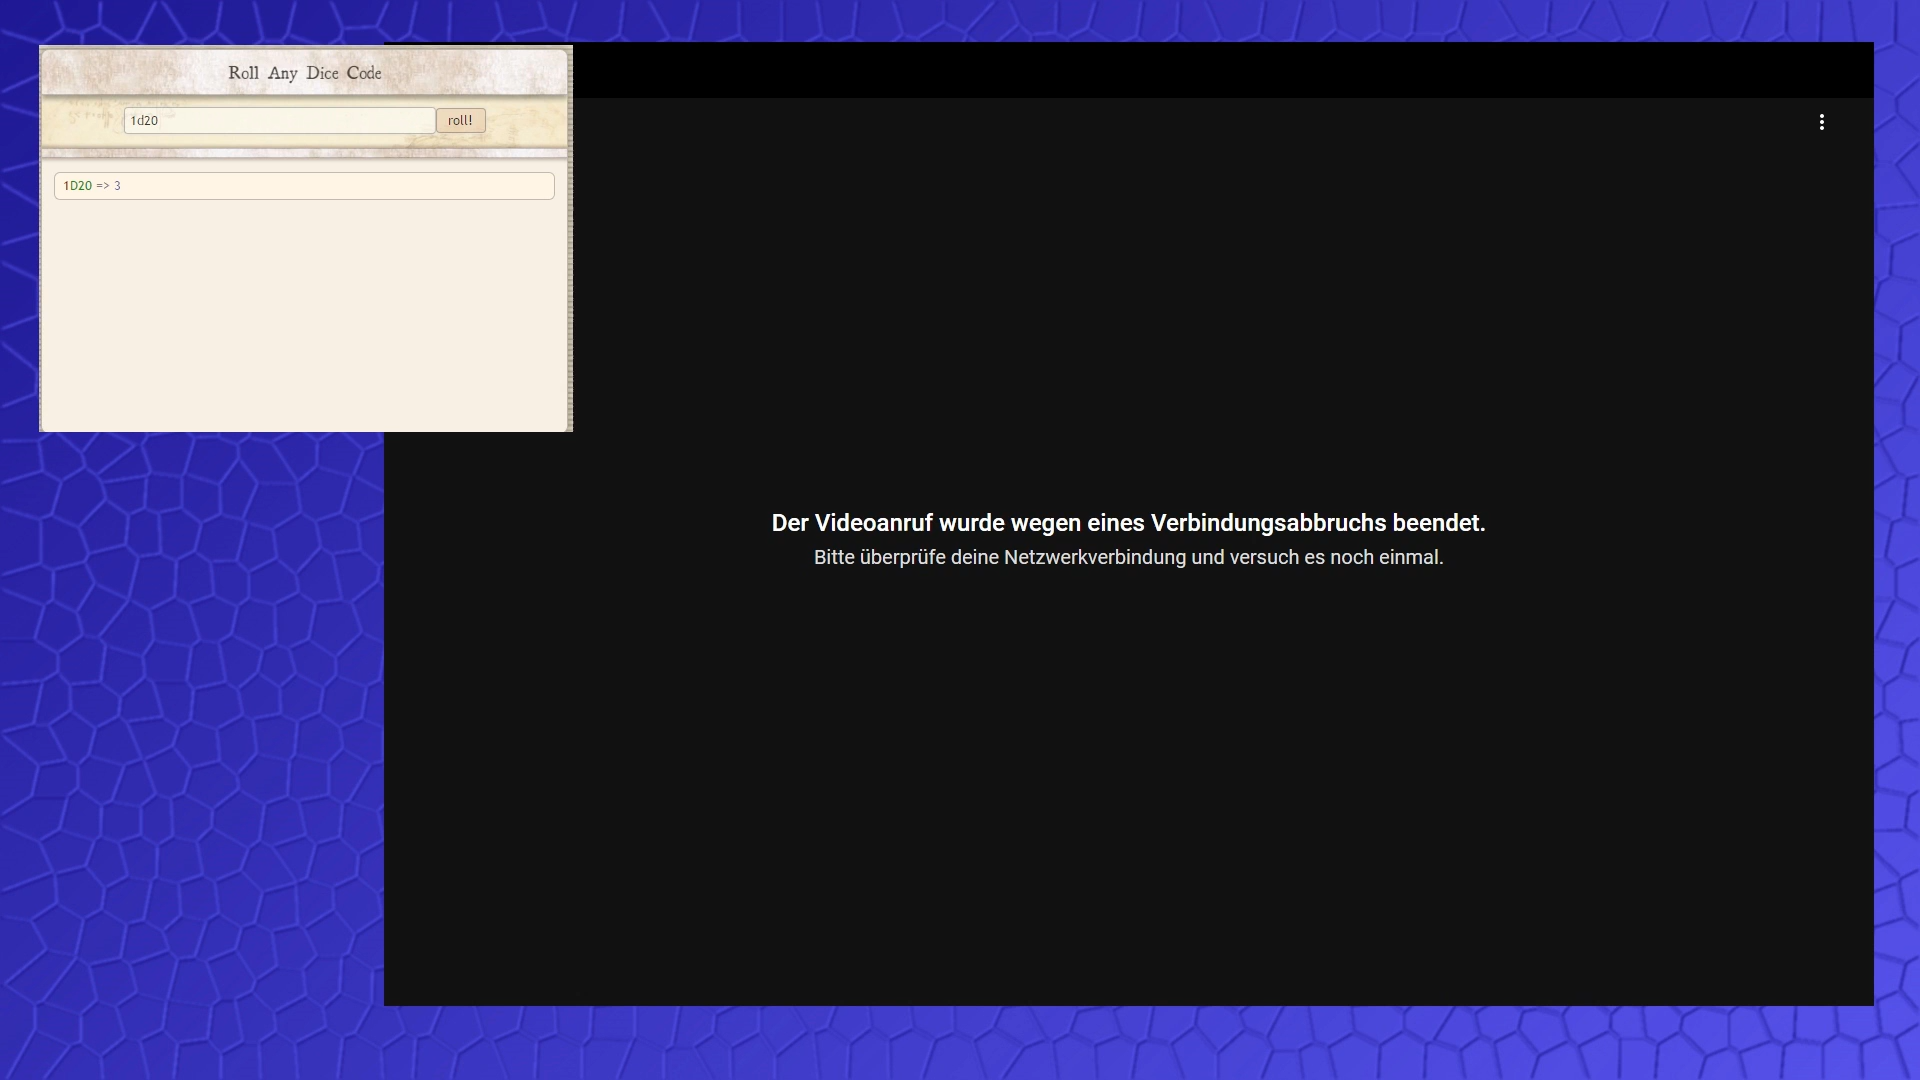 Roll Any Dice Code
1d20
roll!
1D20 => 3
Der Videoanruf wurde wegen eines Verbindungsabbruchs beendet.
Bitte überprüfe deine Netzwerkverbindung und versuch es noch einmal.